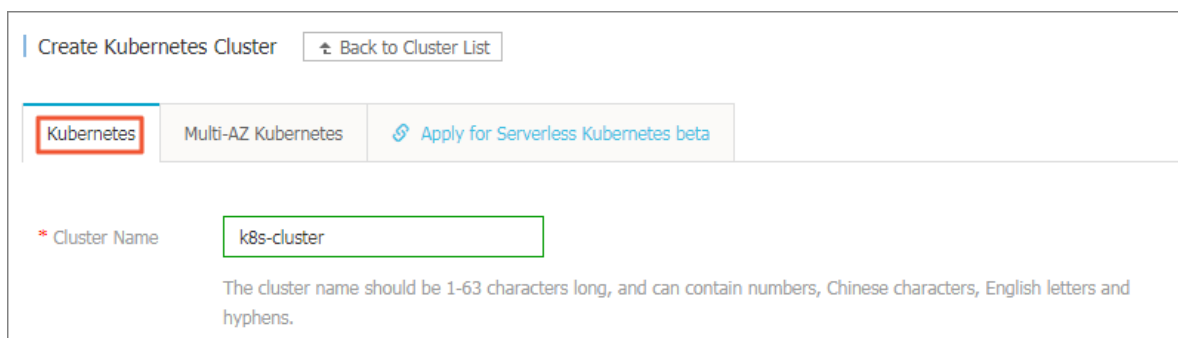 Create Kubernetes Cluster Back to Cluster List
Kubernetes Multi-AZ Kubernetes Apply for Serverless Kubernetes beta
* Cluster Name k8s-cluster
The cluster name should be 1-63 characters long, and can contain numbers, Chinese characters, English letters and
hyphens.